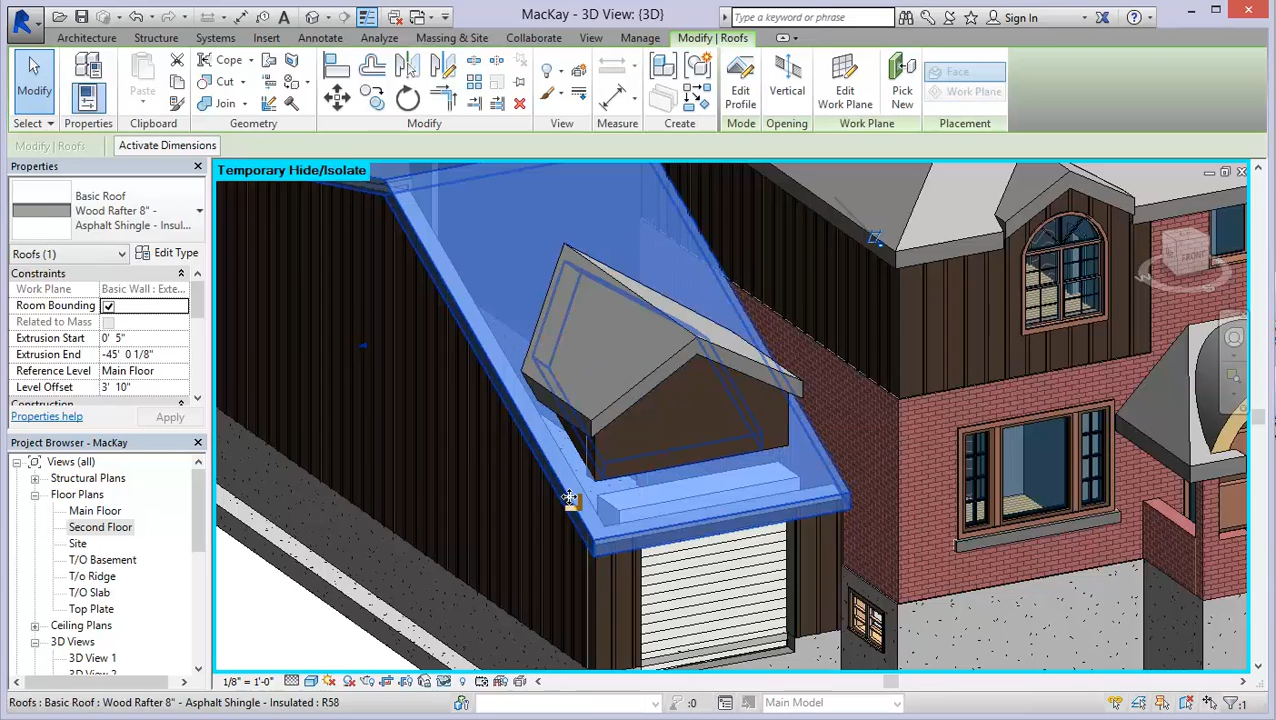 MacKay - 3D View: {3D}
Type a keyword or phrase
Sign In
Architecture
Structure
Systems
Insert
Annotate
Analyze
Massing & Site
Collaborate
View
Manage
Modify | Roofs
Modify
Properties
Paste
Cope
Cut
Join
Edit
Profile
Vertical
Edit
Work Plane
Pick
New
Face
Work Plane
Select
Properties
Clipboard
Geometry
Modify
View
Measure
Create
Mode
Opening
Work Plane
Placement
Modify | Roofs
Activate Dimensions
Properties
Basic Roof
Wood Rafter 8" -
Asphalt Shingle - Insul...
Roofs (1)
Edit Type
Constraints
Work Plane
Basic Wall : Exte...
Room Bounding
Related to Mass
Extrusion Start
0' 5"
Extrusion End
-45' 0 1/8"
Reference Level
Main Floor
Level Offset
3' 10"
Properties help
Apply
Project Browser - MacKay
Views (all)
Structural Plans
Floor Plans
Main Floor
Second Floor
Site
T/O Basement
T/o Ridge
T/O Slab
Top Plate
Ceiling Plans
3D Views
3D View 1
Temporary Hide/Isolate
FRONT
1/8" = 1'-0"
Roofs : Basic Roof : Wood Rafter 8" - Asphalt Shingle - Insulated : R58
:0
Main Model
:1